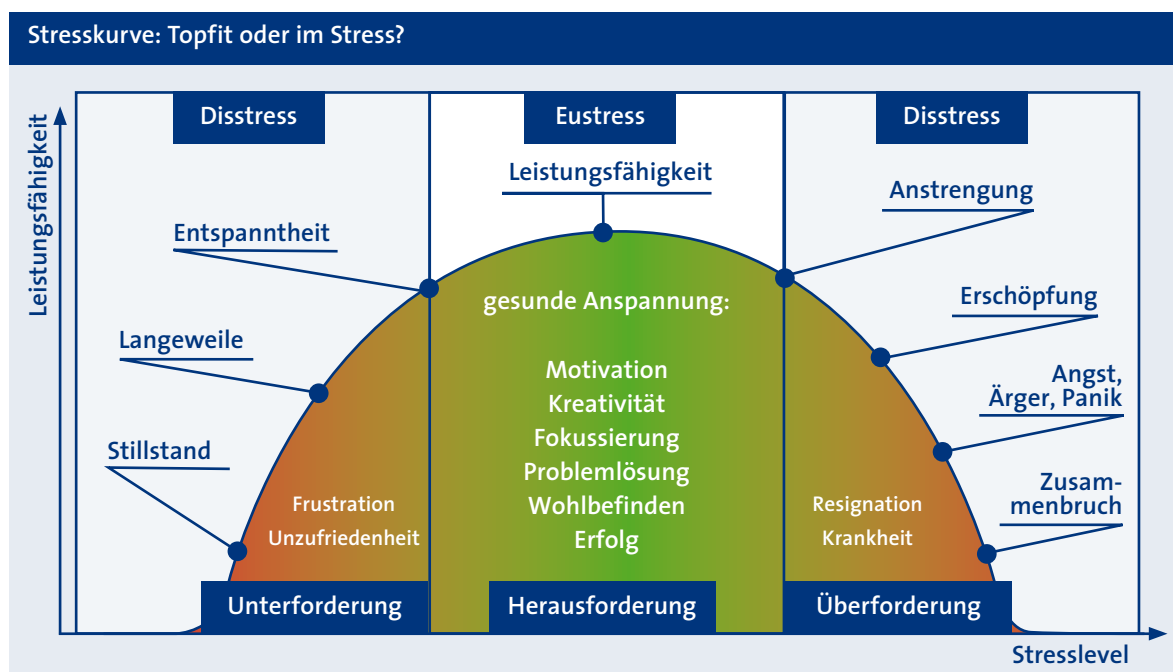 Stresskurve: Topfit oder im Stress?
Leistungsfähigkeit
Disstress
Eustress
Disstress
Leistungsfähigkeit
Anstrengung
Entspanntheit
Erschöpfung
gesunde Anspannung:
Langeweile
Angst,
Ärger, Panik
Motivation
Kreativität
Fokussierung
Problemlösung
Wohlbefinden
Erfolg
Stillstand
Zusam-
menbruch
Frustration
Unzufriedenheit
Resignation
Krankheit
Unterforderung
Herausforderung
Überforderung
Stresslevel